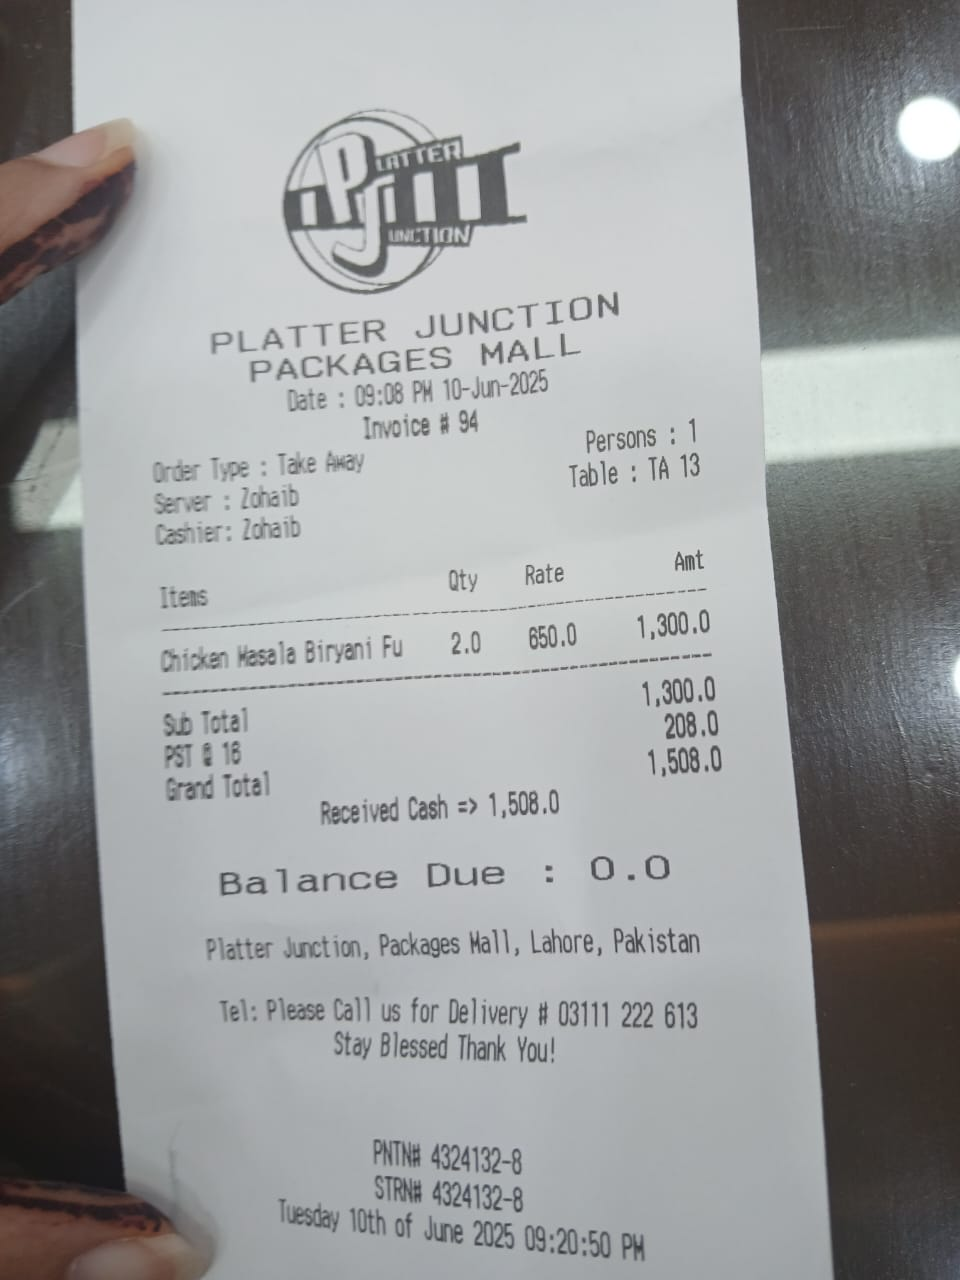 PLATTER
JUNCTION
PLATTER JUNCTION
PACKAGES MALL
Date : 09:08 PM 10-Jun-2025
Invoice # 94
Order Type : Take Away
Persons : 1
Server : Zohaib
Table : TA 13
Cashier: Zohaib
Items Qty Rate Amt
Chicken Masala Biryani Fu 2.0 650.0 1,300.0
Sub Total 1,300.0
PST @ 16 208.0
Grand Total 1,508.0
Received Cash => 1,508.0
Balance Due : 0.0
Platter Junction, Packages Mall, Lahore, Pakistan
Tel: Please Call us for Delivery # 03111 222 613
Stay Blessed Thank You!
PNTN# 4324132-8
STRN# 4324132-8
Tuesday 10th of June 2025 09:20:50 PM